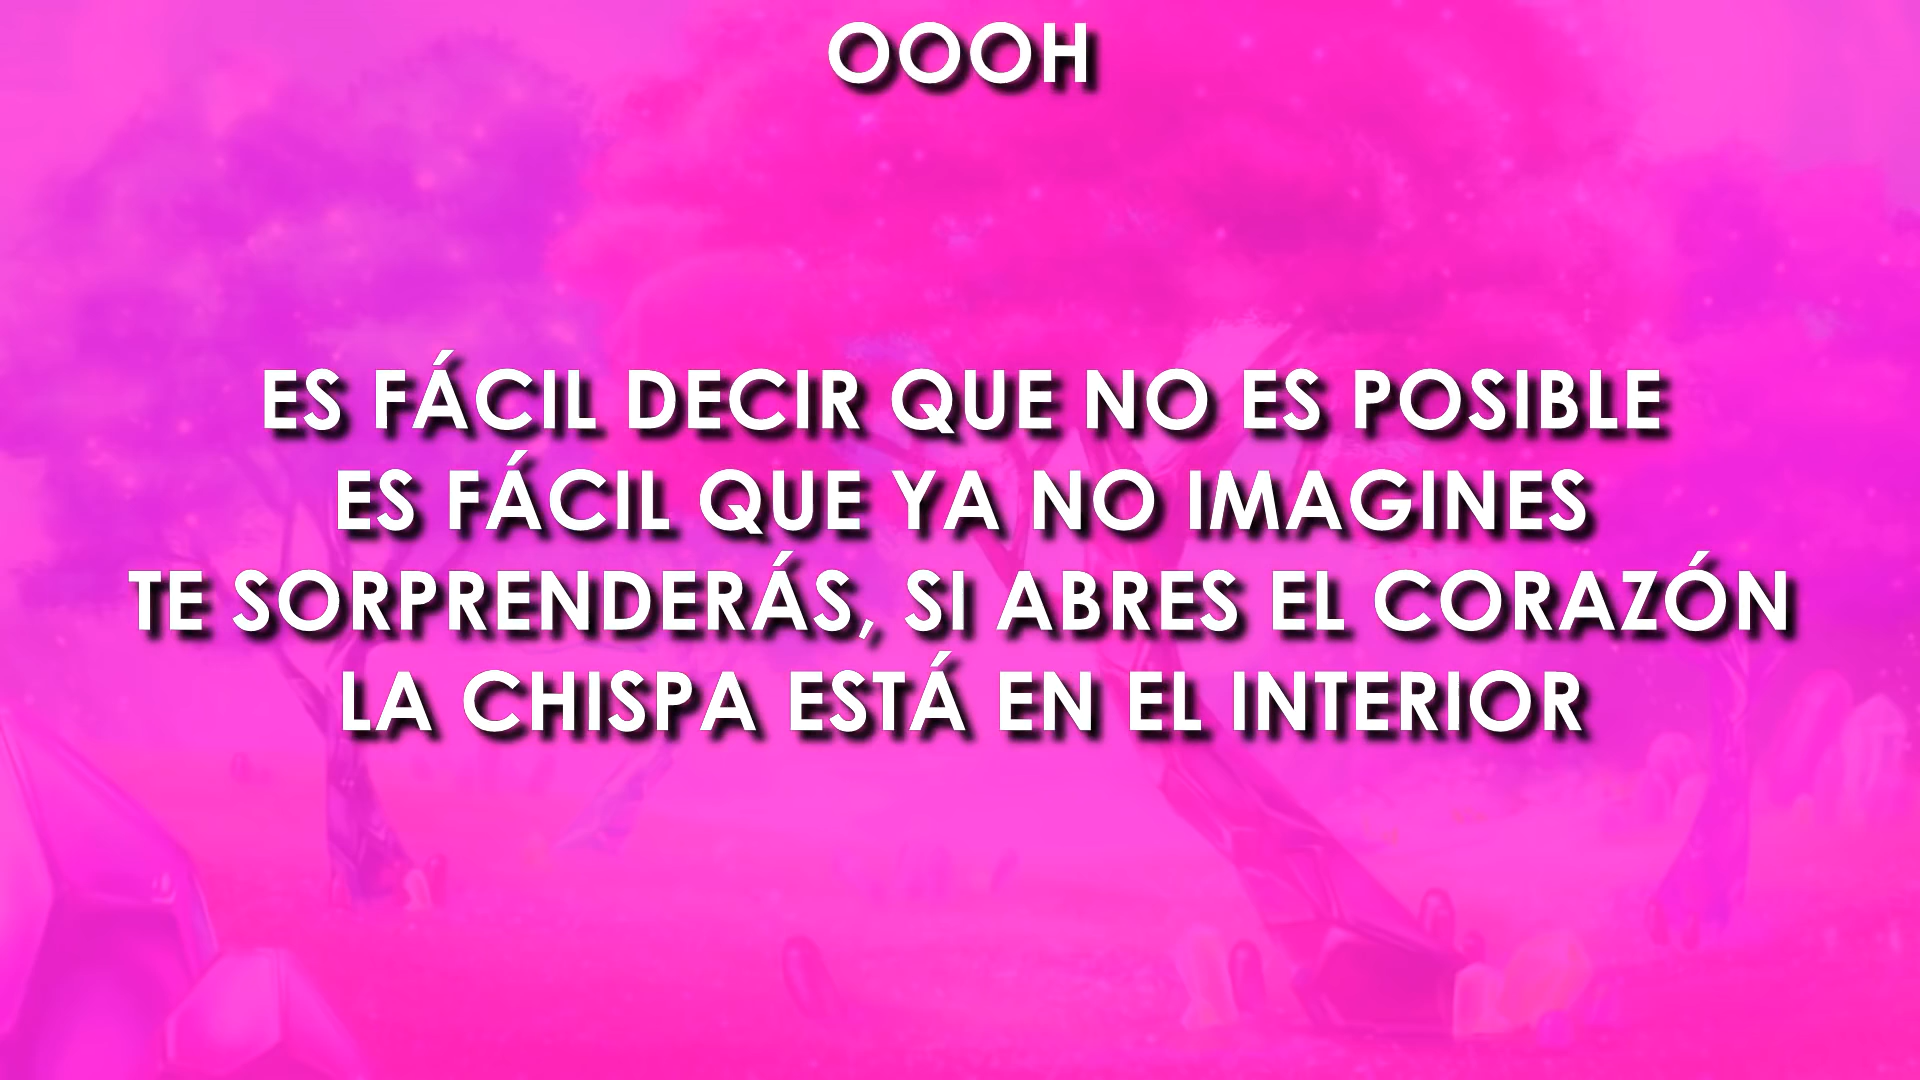 OOOH
ES FÁCIL DECIR QUE NO ES POSIBLE
ES FÁCIL QUE YA NO IMAGINES
TE SORPRENDERÁS, SI ABRES EL CORAZÓN
LA CHISPA ESTÁ EN EL INTERIOR